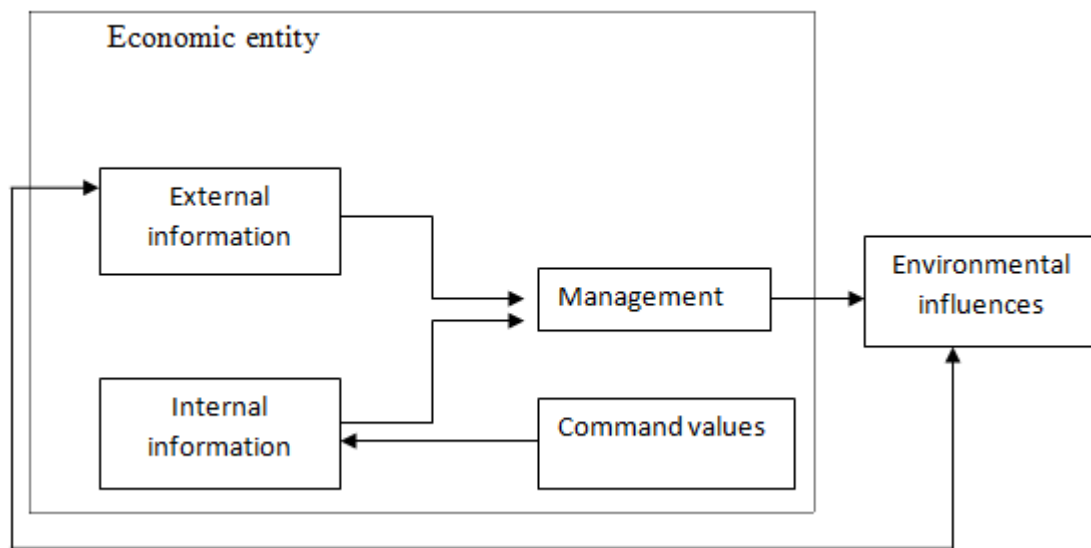 Economic entity
External
information
Management
Environmental
influences
Internal
information
Command values